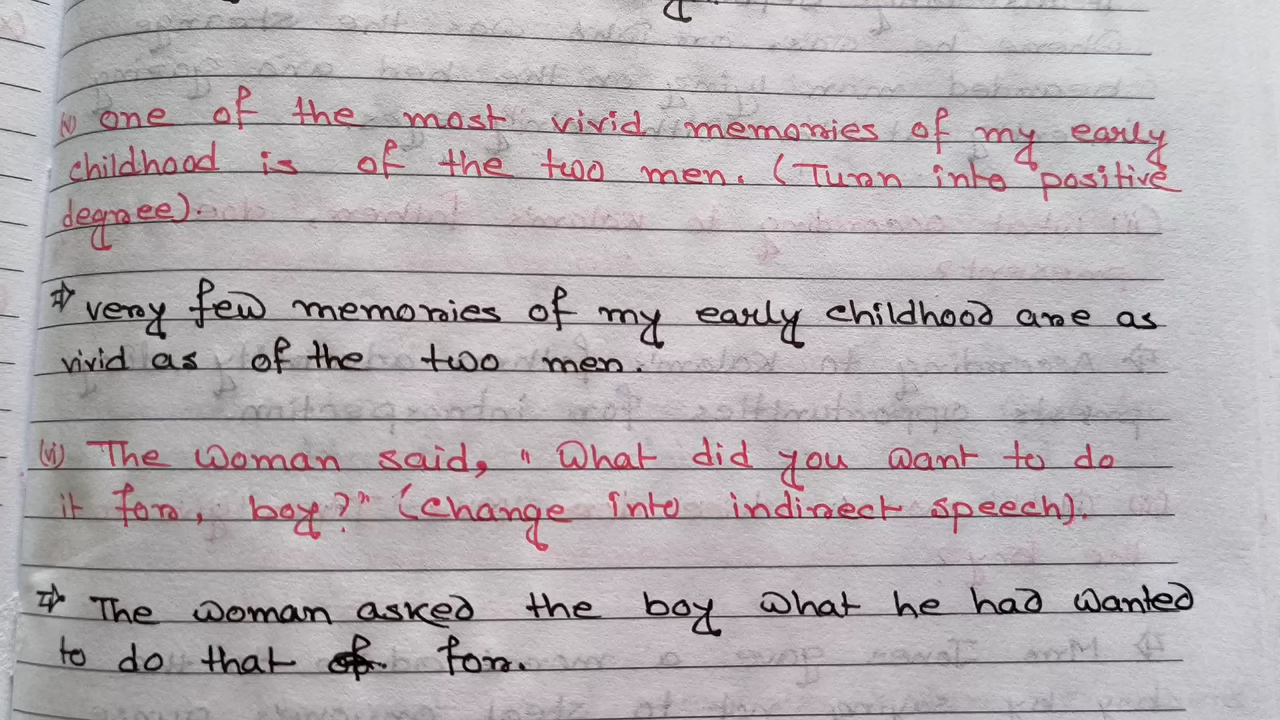 (v) one of the most vivid memories of my early
childhood is of the two men. (Turn into positive
degree).
⇒ very few memories of my early childhood are as
vivid as of the two men.
(vi) The woman said, "What did you want to do
it for, boy?" (Change into indirect speech).
⇒ The woman asked the boy what he had wanted
to do that for.